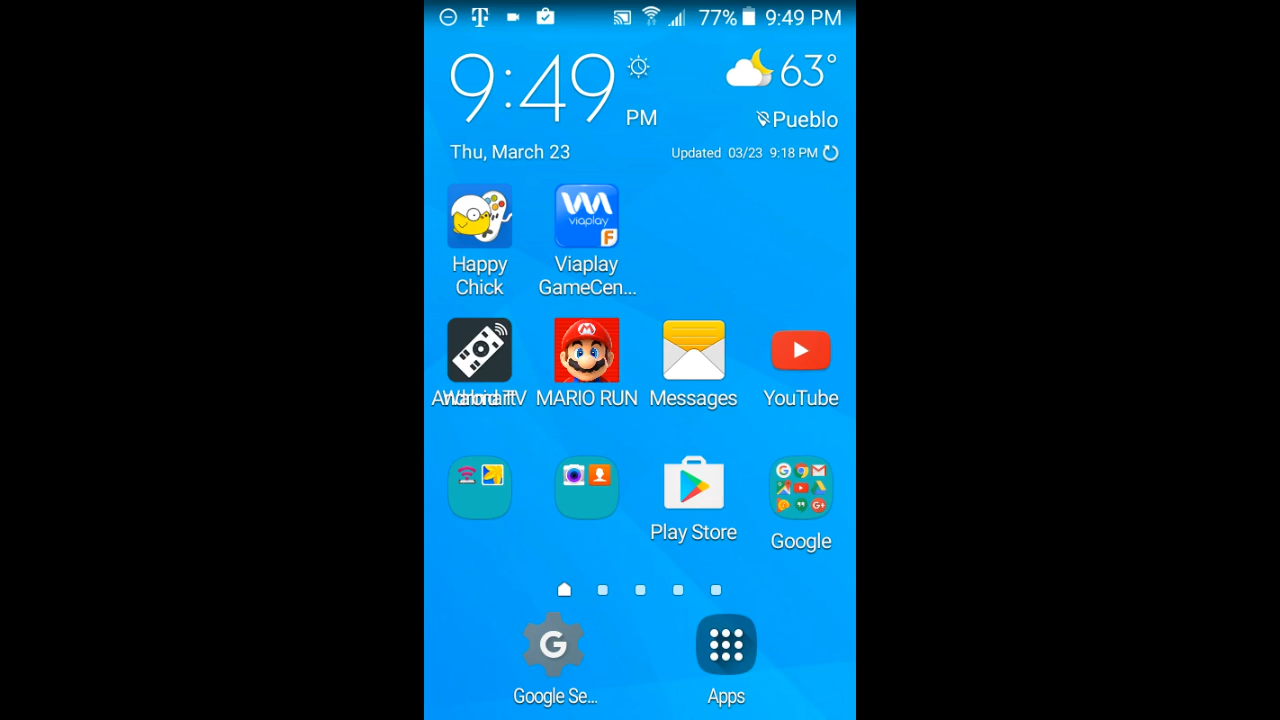 77% 9:49 PM
9:49 PM
63°
Pueblo
Thu, March 23
Updated 03/23 9:18 PM
viaplay
F
Happy Chick
Viaplay GameCen...
M
MARIO RUN
Messages
YouTube
Play Store
Google
G
Google Se...
Apps